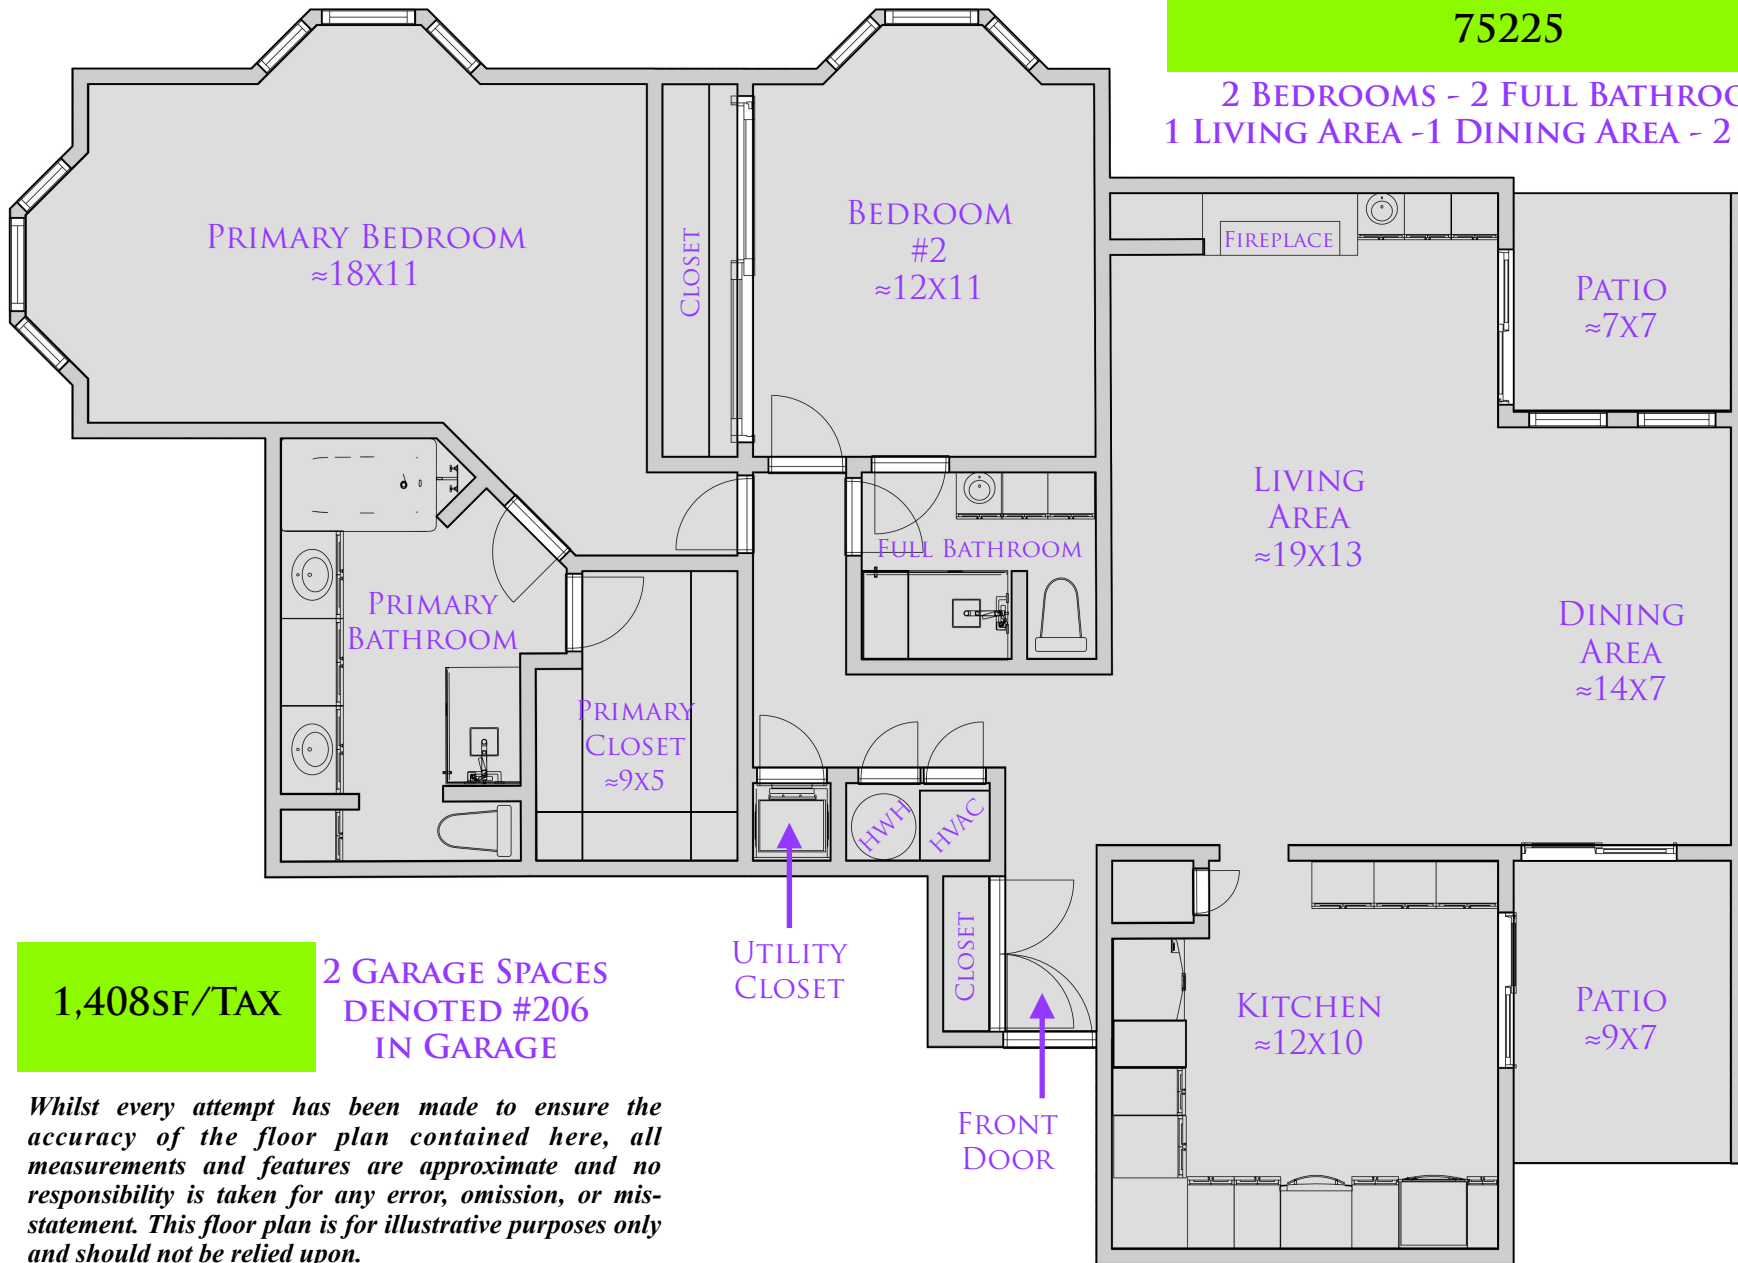 75225
2 Bedrooms - 2 Full
1 Living Area -1 Dining Area - 2
Primary Bedroom
≈18x11
Closet
Bedroom
#2
≈12x11
Fireplace
Patio
≈7x7
Living
Area
≈19x13
Full Bathroom
Primary
Bathroom
Dining
Area
≈14x7
Primary
Closet
≈9x5
HWH
HVAC
Utility
Closet
Closet
Kitchen
≈12x10
Patio
≈9x7
Front
Door
1,408sf/Tax
2 Garage Spaces
denoted #206
in Garage
Whilst every attempt has been made to ensure the
accuracy of the floor plan contained here, all
measurements and features are approximate and no
responsibility is taken for any error, omission, or mis-
statement. This floor plan is for illustrative purposes only
and should not be relied upon.